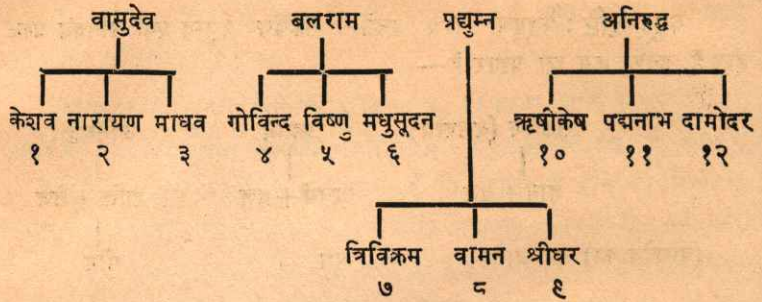 वासुदेव बलराम प्रद्युम्न अनिरुद्ध
केशव नारायण माधव गोविन्द विष्णु मधुसूदन ऋषीकेष पद्मनाभ दामोदर
१ २ ३ ४ ५ ६ १० ११ १२
त्रिविक्रम वामन श्रीधर
७ ८ ९